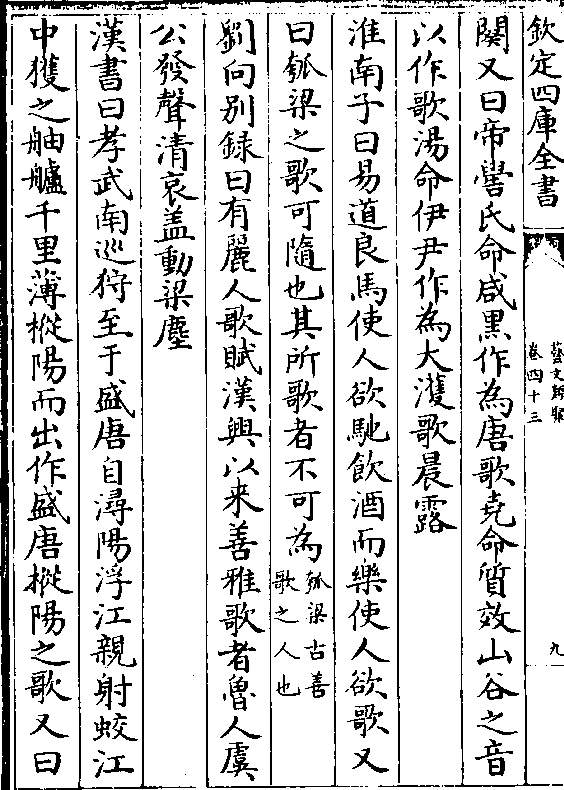 欽定四庫全書
藝文類聚
卷四十三
九
闋又曰帝嚳氏命咸黑作為唐歌堯命質效山谷之音
以作歌湯命伊尹作為大濩歌晨露
淮南子曰易道良馬使人欲馳飲酒而樂使人欲歌又
曰瓠梁之歌可隨也其所歌者不可為
瓠梁古善
歌之人也
劉向別録曰有麗人歌賦漢興以来善雅歌者魯人虞
公發聲清哀盖動梁塵
漢書曰孝武南巡狩至于盛唐自潯陽浮江親射蛟江
中獲之舳艫千里薄樅陽而出作盛唐樅陽之歌又曰